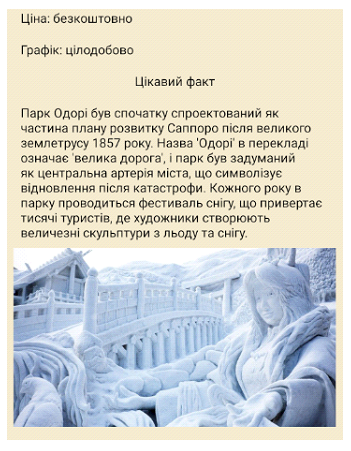 Ціна: безкоштовно
Графік: цілодобово
Цікавий факт
Парк Одорі був спочатку спроектований як
частина плану розвитку Саппоро після великого
землетрусу 1857 року. Назва 'Одорі' в перекладі
означає 'велика дорога', і парк був задуманий
як центральна артерія міста, що символізує
відновлення після катастрофи. Кожного року в
парку проводиться фестиваль снігу, що привертає
тисячі туристів, де художники створюють
величезні скульптури з льоду та снігу.